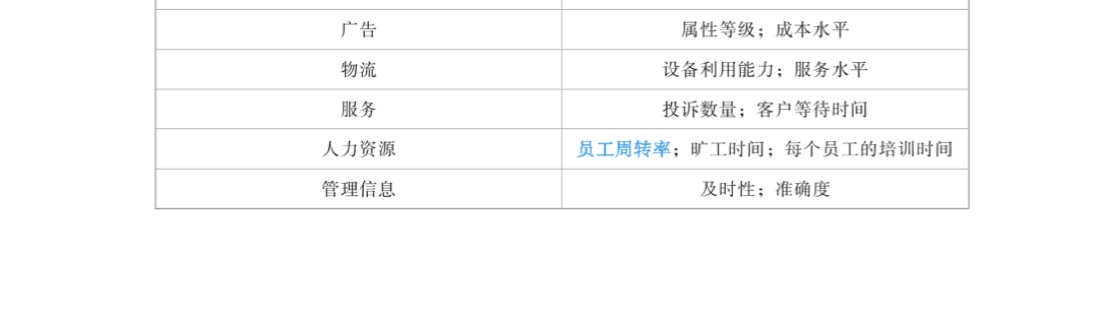 广告 属性等级；成本水平
物流 设备利用能力；服务水平
服务 投诉数量；客户等待时间
人力资源 员工周转率；旷工时间；每个员工的培训时间
管理信息 及时性；准确度